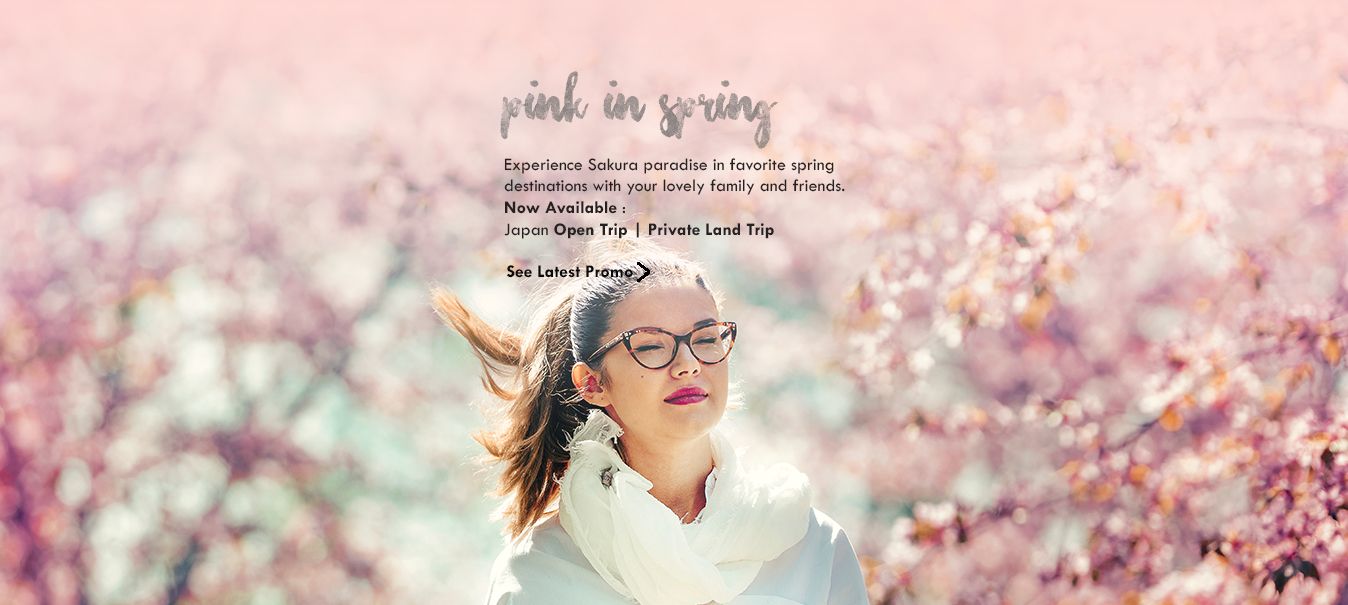 pink in spring
Experience Sakura paradise in favorite spring
destinations with your lovely family and friends.
Now Available :
Japan Open Trip | Private Land Trip
See Latest Promo